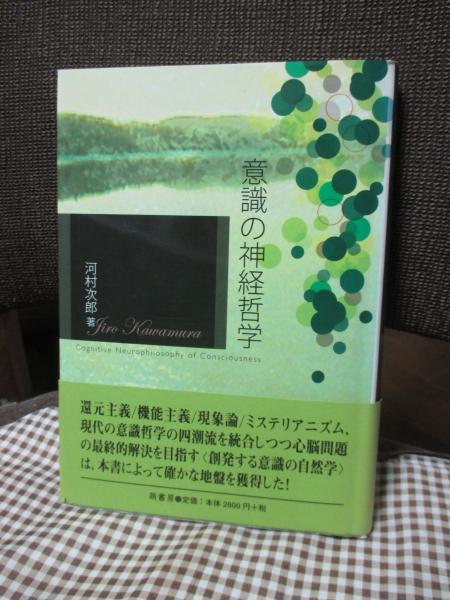 意識の神経哲学
河村次郎 著
Jiro Kawamura
Cognitive Neurophilosophy of Consciousness
還元主義/機能主義/現象論/ミステリアニズム,
現代の意識哲学の四潮流を統合しつつ心脳問題
の最終的解決を目指す〈創発する意識の自然学〉
は,本書によって確かな地盤を獲得した!
萌書房●定価:本体2800円+税